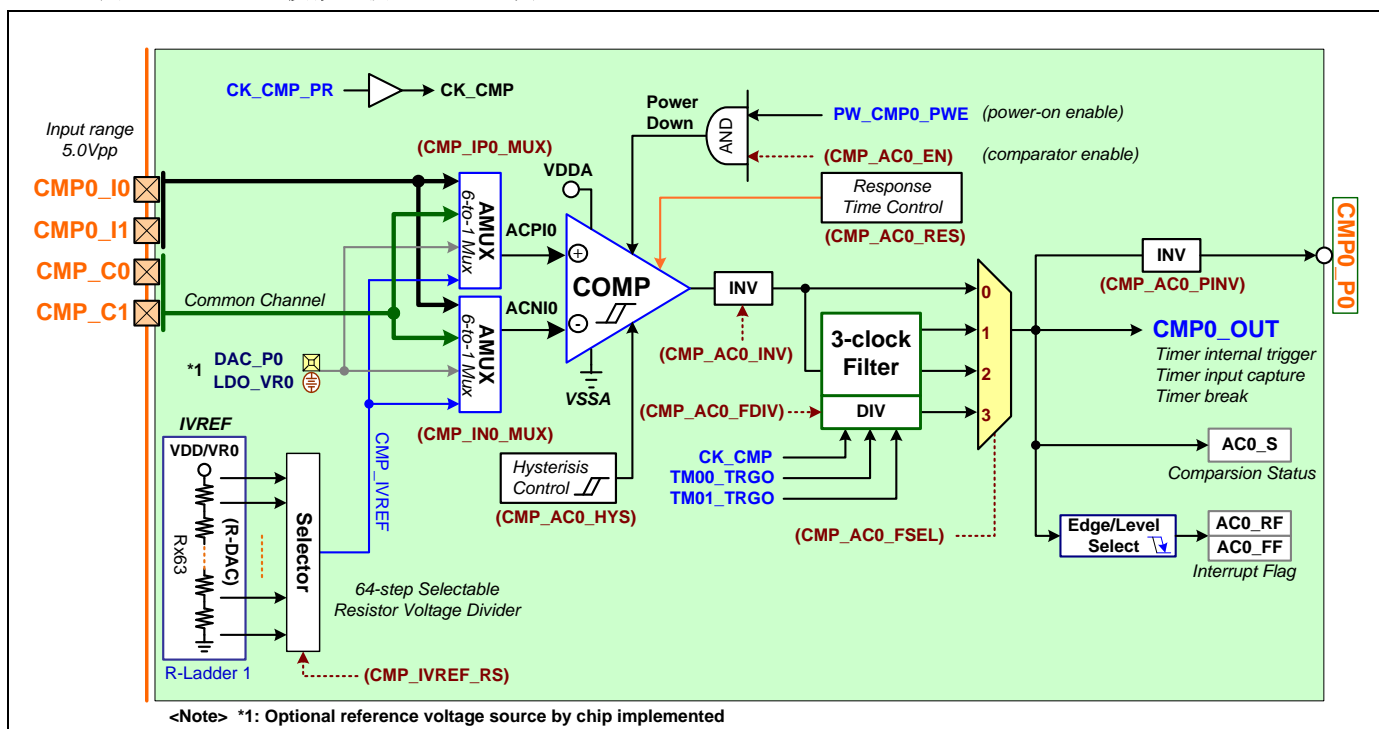 CK_CMP_PR
CK_CMP
Input range
5.0Vpp
CMP0_I0
CMP0_I1
CMP_C0
CMP_C1
Common Channel
*1
DAC_P0
LDO_VR0
IVREF
VDD/VR0
Rx63
(R-DAC)
R-Ladder 1
Selector
64-step Selectable
Resistor Voltage Divider
(CMP_IVREF_RS)
CMP_IVREF
(CMP_IP0_MUX)
AMUX
6-to-1 Mux
AMUX
6-to-1 Mux
(CMP_IN0_MUX)
ACPI0
ACNI0
VDDA
+
COMP
-
VSSA
Hysterisis
Control
(CMP_AC0_HYS)
Power
Down
AND
PW_CMP0_PWE
(power-on enable)
(CMP_AC0_EN)
(comparator enable)
Response
Time Control
(CMP_AC0_RES)
INV
(CMP_AC0_INV)
3-clock
Filter
DIV
(CMP_AC0_FDIV)
CK_CMP
TM00_TRGO
TM01_TRGO
0
1
2
3
(CMP_AC0_FSEL)
INV
(CMP_AC0_PINV)
CMP0_P0
CMP0_OUT
Timer internal trigger
Timer input capture
Timer break
AC0_S
Comparsion Status
Edge/Level
Select
AC0_RF
AC0_FF
Interrupt Flag
<Note> *1: Optional reference voltage source by chip implemented